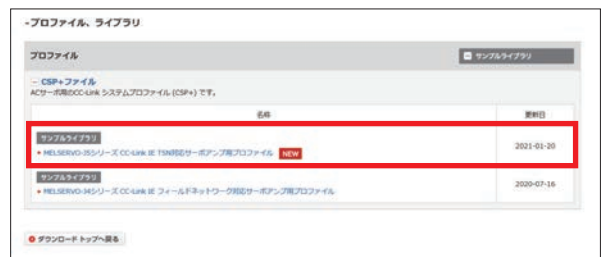 -プロファイル、ライブラリ
プロファイル
サンプルライブラリ
- CSP+ファイル
ACサーボ用のCC-Link システムプロファイル (CSP+) です。
名称 更新日
サンプルライブラリ
• MELSERVO-J5シリーズ CC-Link IE TSN対応サーボアンプ用プロファイル NEW 2021-01-20
サンプルライブラリ
• MELSERVO-J4シリーズ CC-Link IE フィールドネットワーク対応サーボアンプ用プロファイル 2020-07-16
ダウンロード トップへ戻る